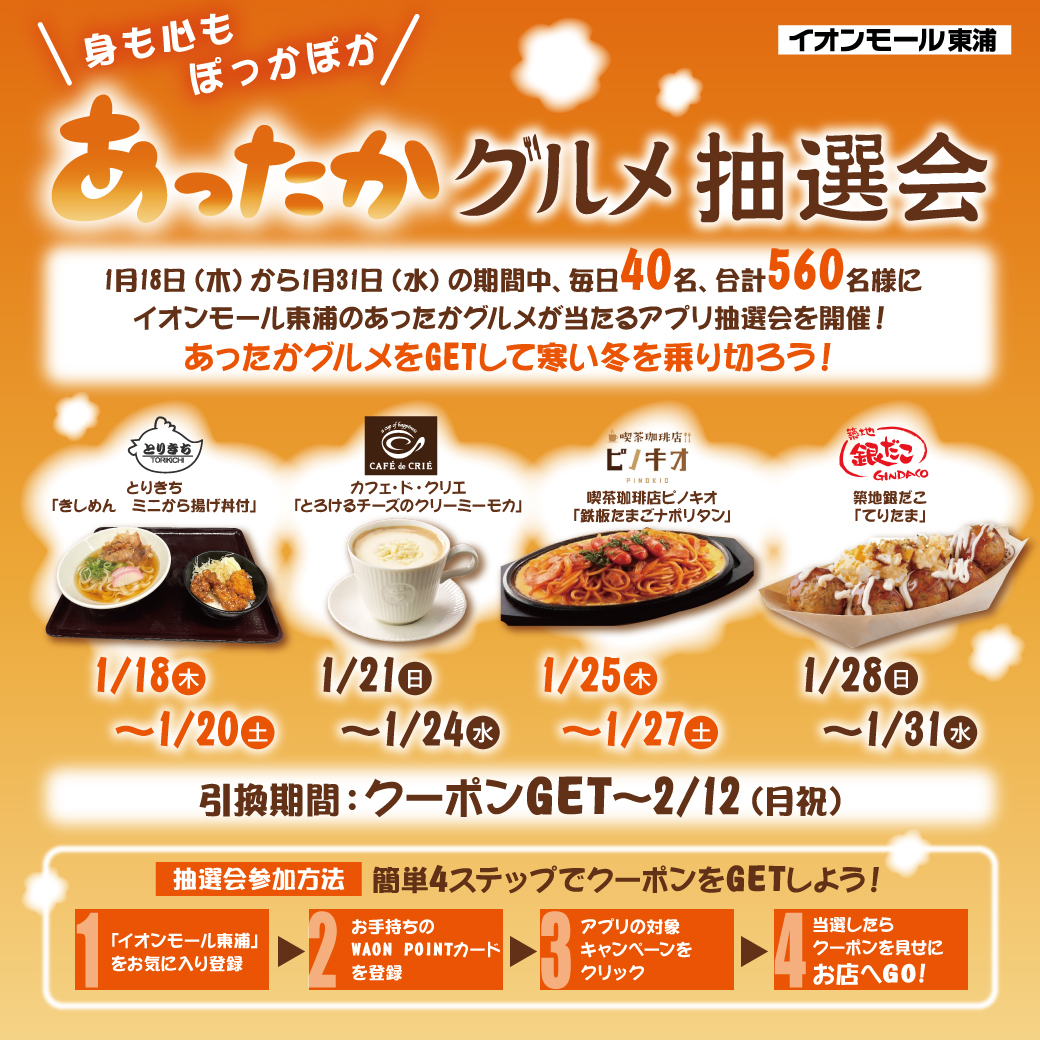 イオンモール東浦
身も心も
ぽっかぽか
あったかグルメ抽選会
1月18日（木）から1月31日（水）の期間中、毎日40名、合計560名様に
イオンモール東浦のあったかグルメが当たるアプリ抽選会を開催！
あったかグルメをGETして寒い冬を乗り切ろう！
とりきち
TORIKICHI
とりきち
「きしめん　ミニから揚げ丼付」
1/18木
～1/20土
a cup of happiness
CAFÉ de CRIÉ
カフェ・ド・クリエ
「とろけるチーズのクリーミーモカ」
1/21日
～1/24水
喫茶珈琲店
ピノキオ
PINOKIO
喫茶珈琲店ピノキオ
「鉄板たまごナポリタン」
1/25木
～1/27土
築地
銀だこ
GINDACO
築地銀だこ
「てりたま」
1/28日
～1/31水
引換期間：クーポンGET～2/12（月祝）
抽選会参加方法 簡単4ステップでクーポンをGETしよう！
1
「イオンモール東浦」
をお気に入り登録
2
お手持ちの
WAON POINTカード
を登録
3
アプリの対象
キャンペーンを
クリック
4
当選したら
クーポンを見せに
お店へGO!